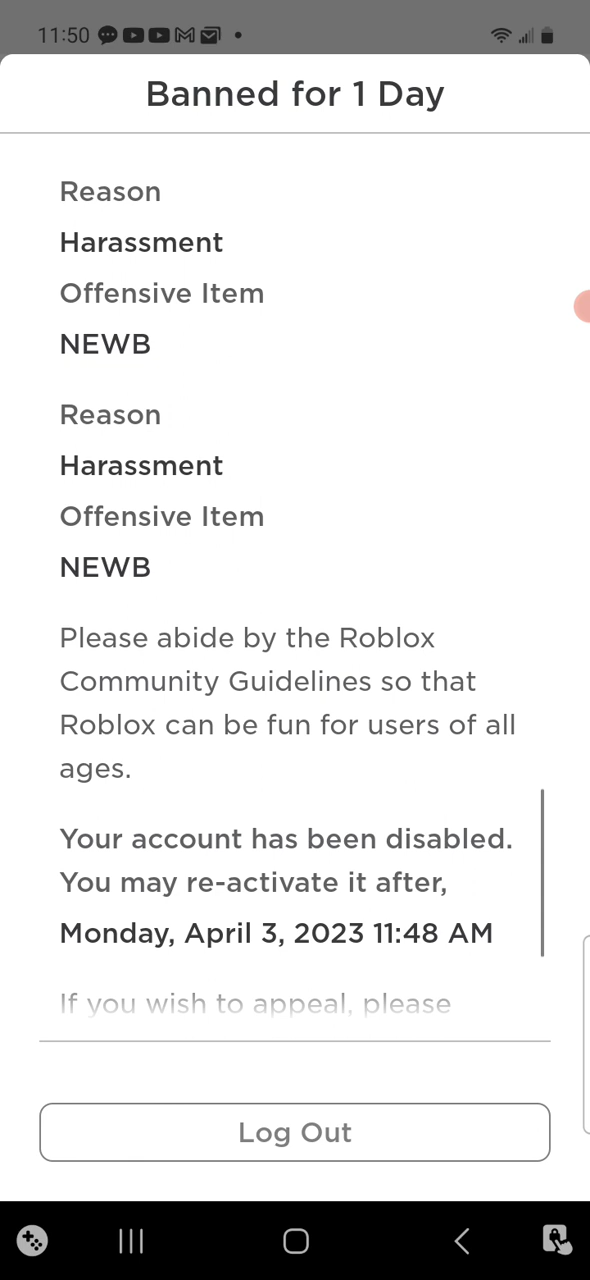 11:50
Banned for 1 Day
Reason
Harassment
Offensive Item
NEWB
Reason
Harassment
Offensive Item
NEWB
Please abide by the Roblox
Community Guidelines so that
Roblox can be fun for users of all
ages.
Your account has been disabled.
You may re-activate it after,
Monday, April 3, 2023 11:48 AM
If you wish to appeal, please
Log Out